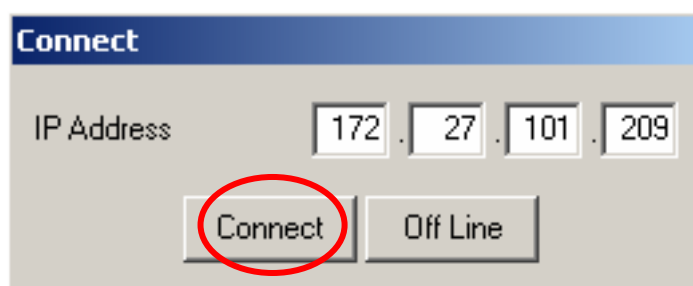 Connect
IP Address 172 . 27 . 101 . 209
Connect Off Line